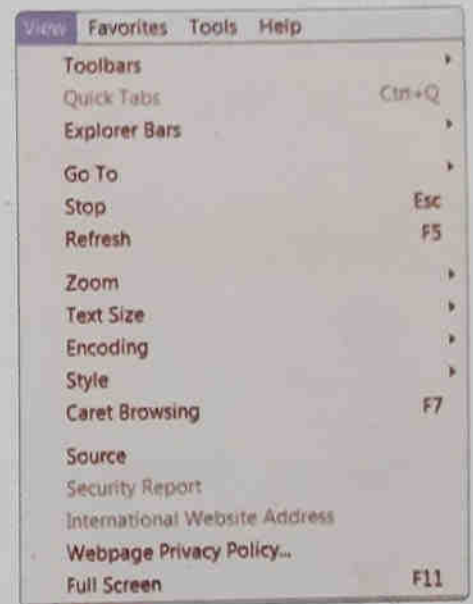 View Favorites Tools Help
Toolbars
Quick Tabs Ctrl+Q
Explorer Bars
Go To
Stop Esc
Refresh F5
Zoom
Text Size
Encoding
Style
Caret Browsing F7
Source
Security Report
International Website Address
Webpage Privacy Policy...
Full Screen F11